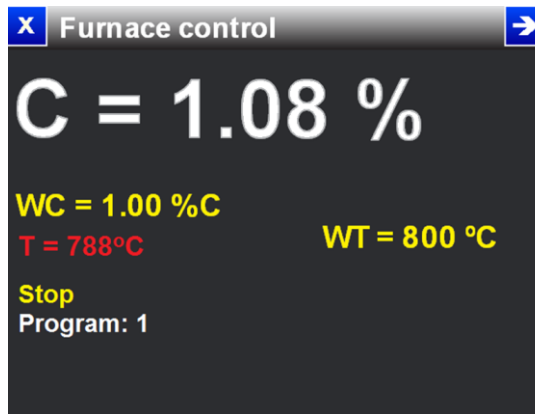 X Furnace control
C = 1.08 %
WC = 1.00 %C
T = 788ºC WT = 800 ºC
Stop
Program: 1